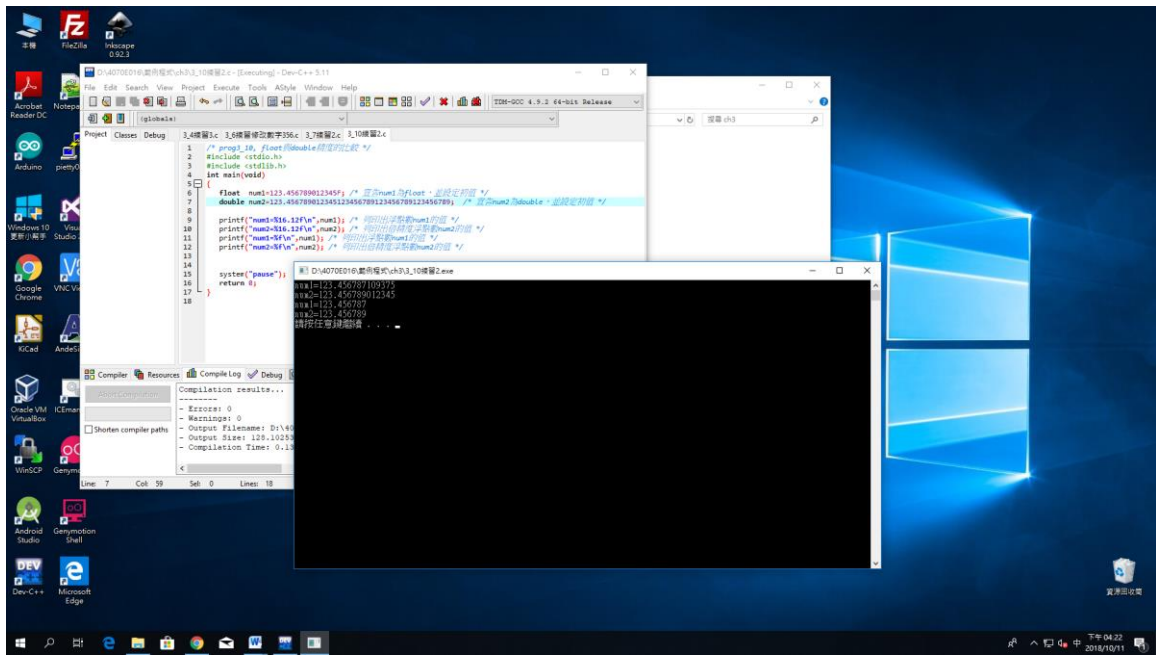 本機
FileZilla
Inkscape
0.92.3
Acrobat
Reader DC
Notepa
Arduino
pietty0
Windows 10
更新小幫手
Visu
Studio
Google
Chrome
VNC Vi
KiCad
AndeSi
Oracle VM
VirtualBox
ICEman
WinSCP
Genymo
Android
Studio
Genymotion
Shell
Dev-C++
Microsoft
Edge
資源回收筒
D:\4070E016\範例程式\ch3\3_10練習2.c - [Executing] - Dev-C++ 5.11
File Edit Search View Project Execute Tools AStyle Window Help
TDM-GCC 4.9.2 64-bit Release
(globals)
Project Classes Debug
3_4練習3.c 3_6練習修改數字356.c 3_7練習2.c 3_10練習2.c
1 /* prog3_10, float與double精度的比較 */
2 #include <stdio.h>
3 #include <stdlib.h>
4 int main(void)
5 {
6 float num1=123.456789012345F; /* 宣告num1為float，並設定初值 */
7 double num2=123.456789012345123456789123456789123456789; /* 宣告num2為double，並設定初值 */
8
9 printf("num1=%16.12f\n",num1); /* 列印出浮點數num1的值 */
10 printf("num2=%16.12f\n",num2); /* 列印出倍精度浮點數num2的值 */
11 printf("num1=%f\n",num1); /* 列印出浮點數num1的值 */
12 printf("num2=%f\n",num2); /* 列印出倍精度浮點數num2的值 */
13
14
15 system("pause");
16 return 0;
17 }
18
搜尋 ch3
D:\4070E016\範例程式\ch3\3_10練習2.exe
num1=123.456787109375
num2=123.456789012345
num1=123.456787
num2=123.456789
請按任意鍵繼續 . . .
Compiler Resources Compile Log Debug
Abort Compilation
Shorten compiler paths
Compilation results...
--------
- Errors: 0
- Warnings: 0
- Output Filename: D:\40
- Output Size: 128.1025
- Compilation Time: 0.1
Line: 7 Col: 59 Sel: 0 Lines: 18
中
下午 04:22
2018/10/11